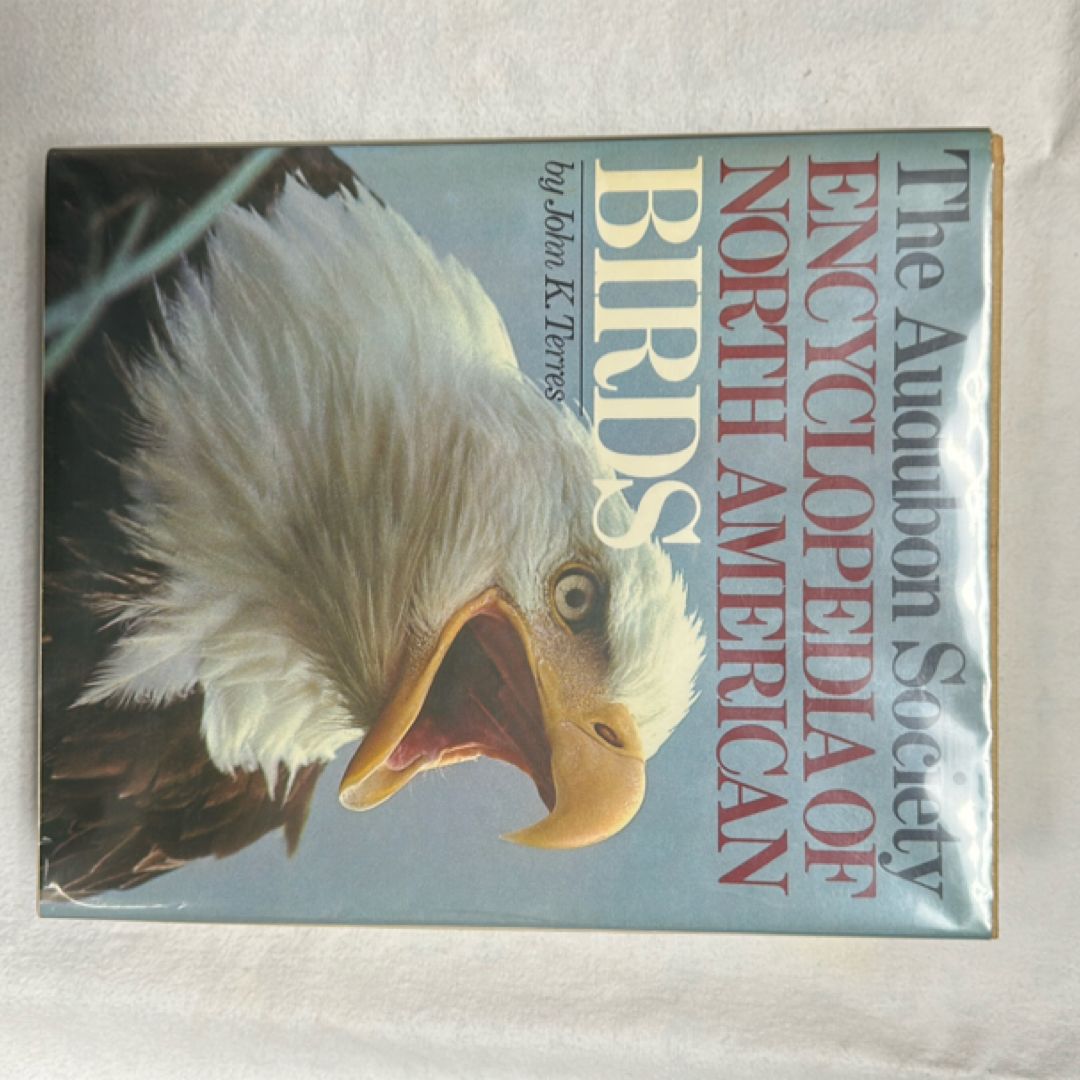 The Audubon Society
ENCYCLOPEDIA OF
NORTH AMERICAN
BIRDS
by John K. Terres